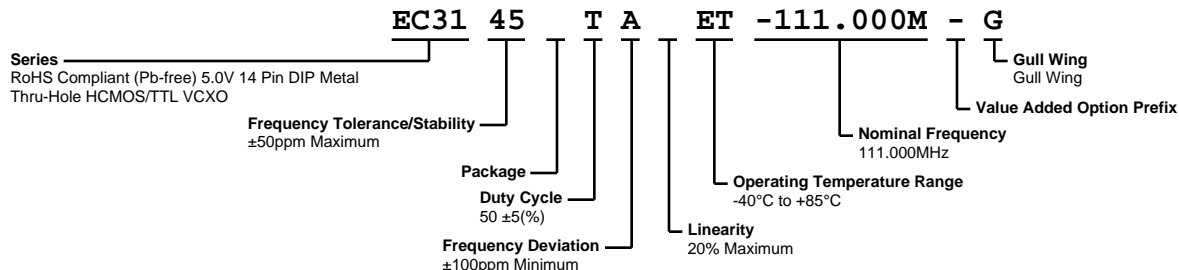 EC31 45 T A ET -111.000M - G
Series
RoHS Compliant (Pb-free) 5.0V 14 Pin DIP Metal
Thru-Hole HCMOS/TTL VCXO
Gull Wing
Gull Wing
Value Added Option Prefix
Frequency Tolerance/Stability
±50ppm Maximum
Nominal Frequency
111.000MHz
Package
Operating Temperature Range
-40°C to +85°C
Duty Cycle
50 ±5(%)
Linearity
20% Maximum
Frequency Deviation
±100ppm Minimum